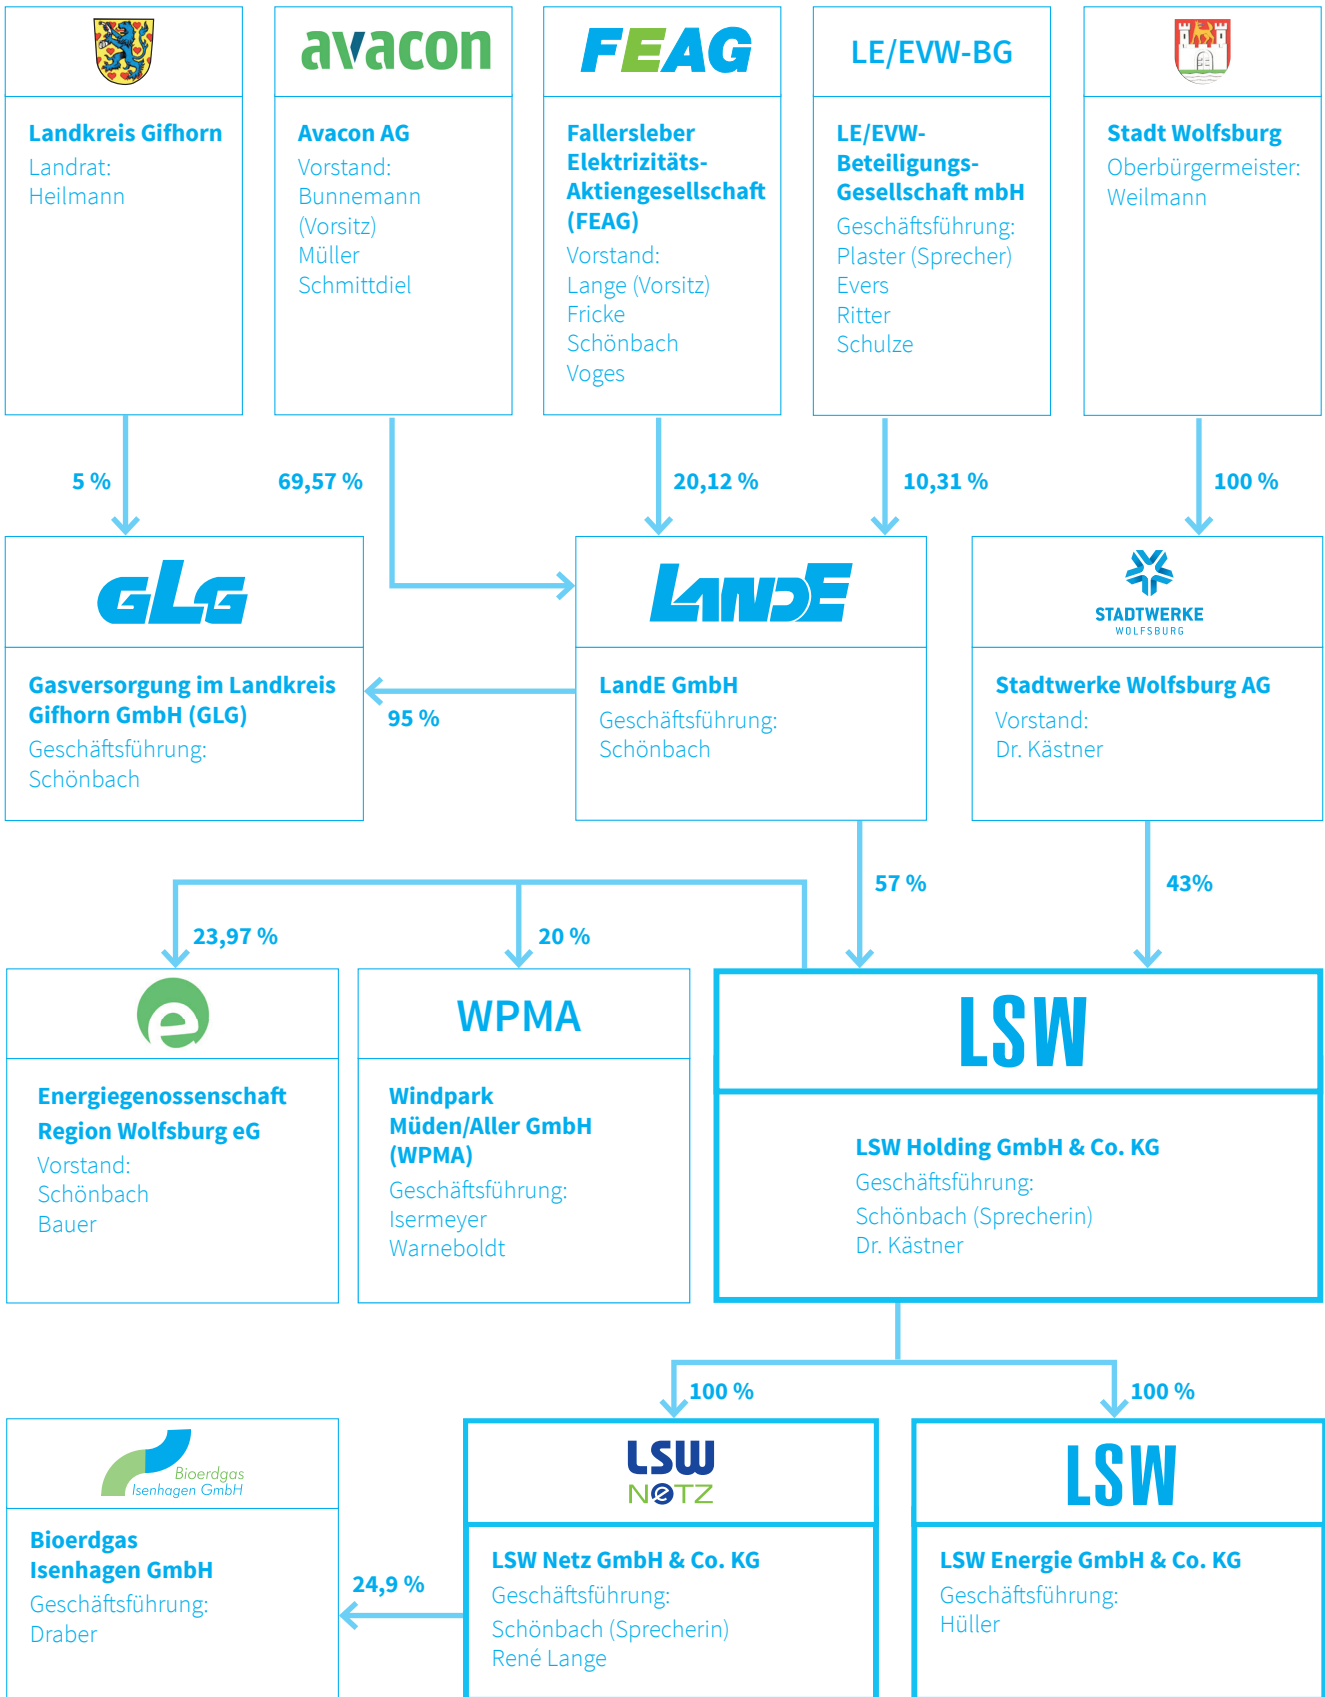 avacon
FEAG
LE/EVW-BG
Landkreis Gifhorn
Landrat:
Heilmann
Avacon AG
Vorstand:
Bunnemann
(Vorsitz)
Müller
Schmittdiel
Fallersleber
Elektrizitäts-
Aktiengesellschaft
(FEAG)
Vorstand:
Lange (Vorsitz)
Fricke
Schönbach
Voges
LE/EVW-
Beteiligungs-
Gesellschaft mbH
Geschäftsführung:
Plaster (Sprecher)
Evers
Ritter
Schulze
Stadt Wolfsburg
Oberbürgermeister:
Weilmann
5 %
69,57 %
20,12 %
10,31 %
100 %
GLG
LANDE
STADTWERKE
WOLFSBURG
Gasversorgung im Landkreis
Gifhorn GmbH (GLG)
Geschäftsführung:
Schönbach
95 %
LandE GmbH
Geschäftsführung:
Schönbach
Stadtwerke Wolfsburg AG
Vorstand:
Dr. Kästner
57 %
43%
23,97 %
20 %
e
WPMA
LSW
Energiegenossenschaft
Region Wolfsburg eG
Vorstand:
Schönbach
Bauer
Windpark
Müden/Aller GmbH
(WPMA)
Geschäftsführung:
Isermeyer
Warneboldt
LSW Holding GmbH & Co. KG
Geschäftsführung:
Schönbach (Sprecherin)
Dr. Kästner
100 %
100 %
Bioerdgas
Isenhagen GmbH
LSW
NeTZ
LSW
Bioerdgas
Isenhagen GmbH
Geschäftsführung:
Draber
24,9 %
LSW Netz GmbH & Co. KG
Geschäftsführung:
Schönbach (Sprecherin)
René Lange
LSW Energie GmbH & Co. KG
Geschäftsführung:
Hüller